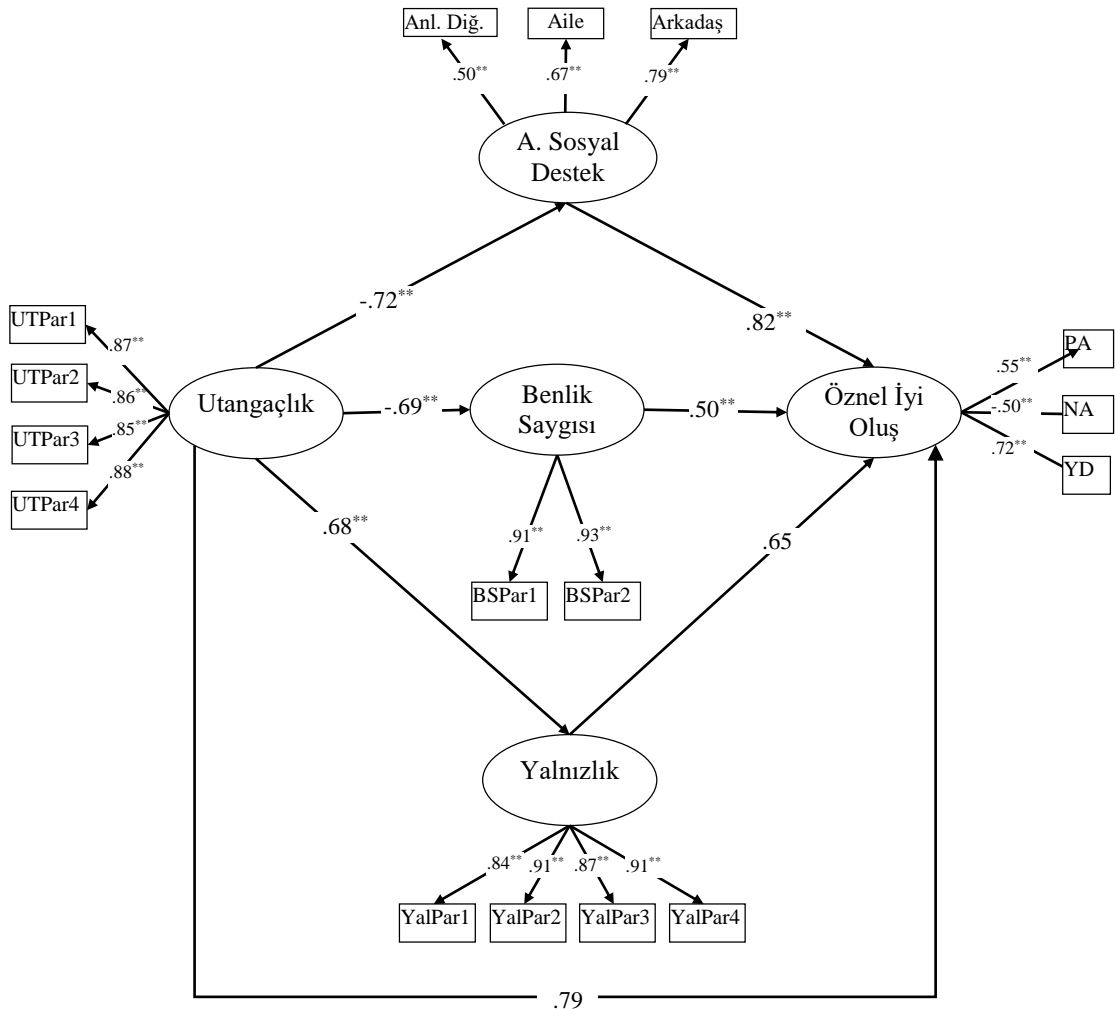 Anl. Diğ.
Aile
Arkadaş
.50**
.67**
.79**
A. Sosyal
Destek
-.72**
.82**
UTPar1
UTPar2
UTPar3
UTPar4
.87**
.86**
.85**
.88**
Utangaçlık
-.69**
Benlik
Saygısı
.50**
Öznel İyi
Oluş
.55**
-.50**
.72**
PA
NA
YD
.91**
.93**
BSPar1
BSPar2
.68**
.65
Yalnızlık
.84**
.91**
.87**
.91**
YalPar1
YalPar2
YalPar3
YalPar4
.79